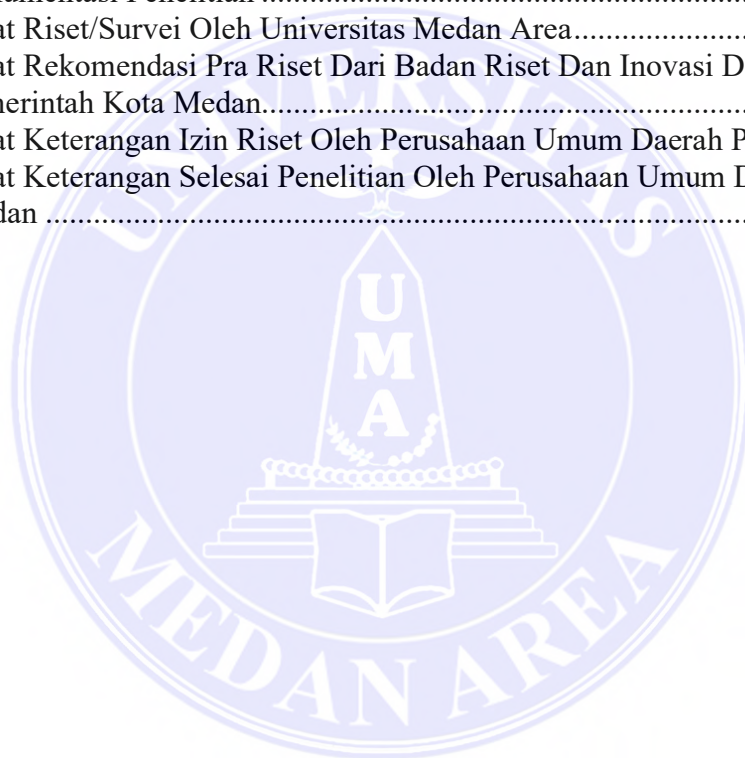 at Riset/Survei Oleh Universitas Medan Area.....................
at Rekomendasi Pra Riset Dari Badan Riset Dan Inovasi D
nerintah Kota Medan.............................................................
at Keterangan Izin Riset Oleh Perusahaan Umum Daerah P
at Keterangan Selesai Penelitian Oleh Perusahaan Umum D
dan ..................................................................................
UNIVERSITAS
U
M
A
MEDAN AREA